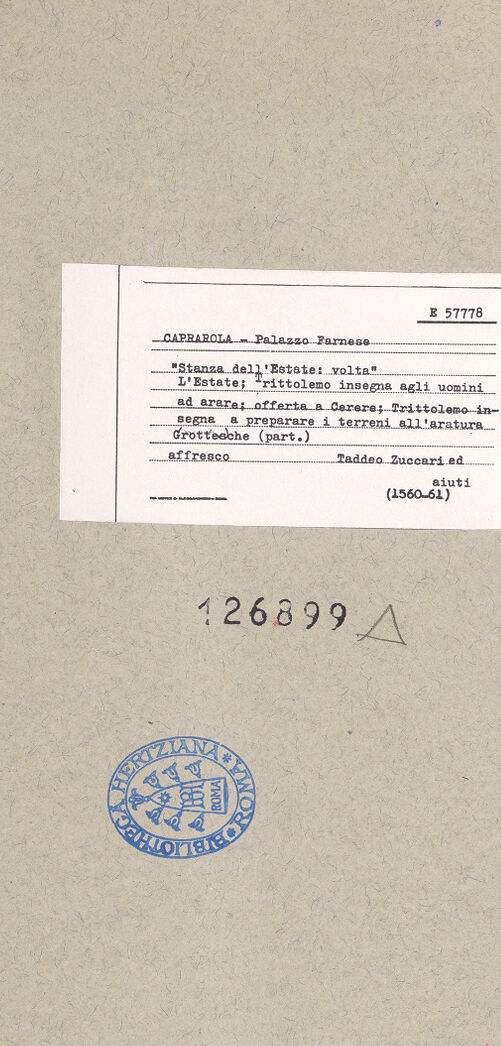 E 57778
CAPRAROLA - Palazzo Farnese
"Stanza dell'Estate: volta"
L'Estate; Trittolemo insegna agli uomini
ad arare; offerta a Cerere; Trittolemo in-
segna a preparare i terreni all'aratura
Grottesche (part.)
affresco Taddeo Zuccari ed
aiuti
(1560-61)
126899
BIBLIOTHECA HERTZIANA * ROMA *
ROMA